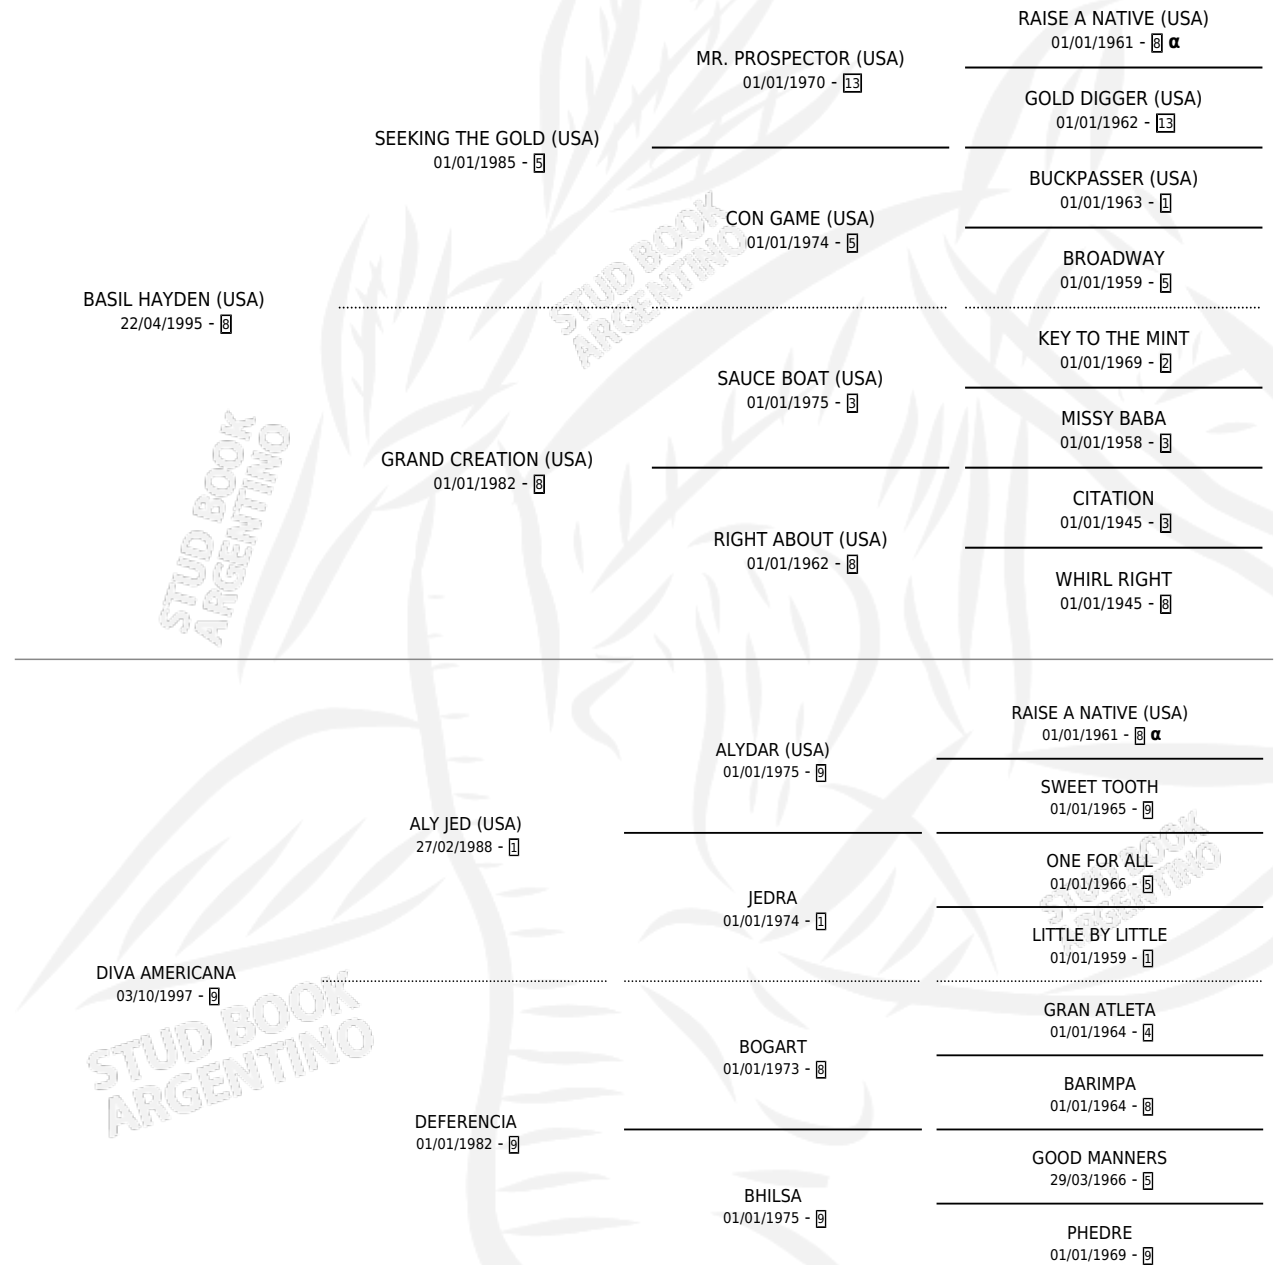 RAISE A NATIVE (USA)
01/01/1961 - 8 α
MR. PROSPECTOR (USA)
01/01/1970 - 13
GOLD DIGGER (USA)
01/01/1962 - 13
SEEKING THE GOLD (USA)
01/01/1985 - 5
BUCKPASSER (USA)
01/01/1963 - 1
CON GAME (USA)
01/01/1974 - 5
BROADWAY
01/01/1959 - 5
BASIL HAYDEN (USA)
22/04/1995 - 8
KEY TO THE MINT
01/01/1969 - 2
SAUCE BOAT (USA)
01/01/1975 - 3
MISSY BABA
01/01/1958 - 3
GRAND CREATION (USA)
01/01/1982 - 8
CITATION
01/01/1945 - 3
RIGHT ABOUT (USA)
01/01/1962 - 8
WHIRL RIGHT
01/01/1945 - 8
STUD BOOK
ARGENTINO
STUD BOOK
ARGENTINO
RAISE A NATIVE (USA)
01/01/1961 - 8 α
ALYDAR (USA)
01/01/1975 - 9
SWEET TOOTH
01/01/1965 - 9
ALY JED (USA)
27/02/1988 - 1
ONE FOR ALL
01/01/1966 - 5
JEDRA
01/01/1974 - 1
LITTLE BY LITTLE
01/01/1959 - 1
DIVA AMERICANA
03/10/1997 - 9
GRAN ATLETA
01/01/1964 - 4
BOGART
01/01/1973 - 8
BARIMPA
01/01/1964 - 8
DEFERENCIA
01/01/1982 - 9
GOOD MANNERS
29/03/1966 - 5
BHILSA
01/01/1975 - 9
PHEDRE
01/01/1969 - 9
STUD BOOK
ARGENTINO
STUD BOOK
ARGENTINO